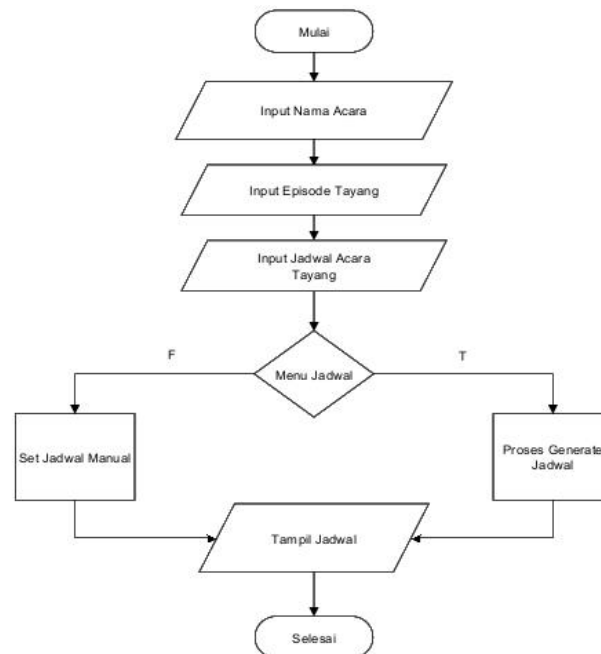 Mulai
Input Nama Acara
Input Episode Tayang
Input Jadwal Acara
Tayang
F
T
Menu Jadwal
Set Jadwal Manual
Proses Generate
Jadwal
Tampil Jadwal
Selesai